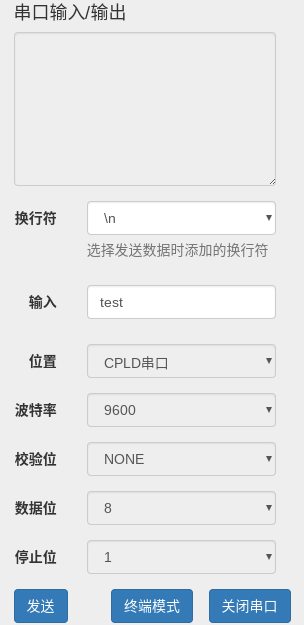 串口输入/输出
换行符 \n
选择发送数据时添加的换行符
输入 test
位置 CPLD串口
波特率 9600
校验位 NONE
数据位 8
停止位 1
发送 终端模式 关闭串口